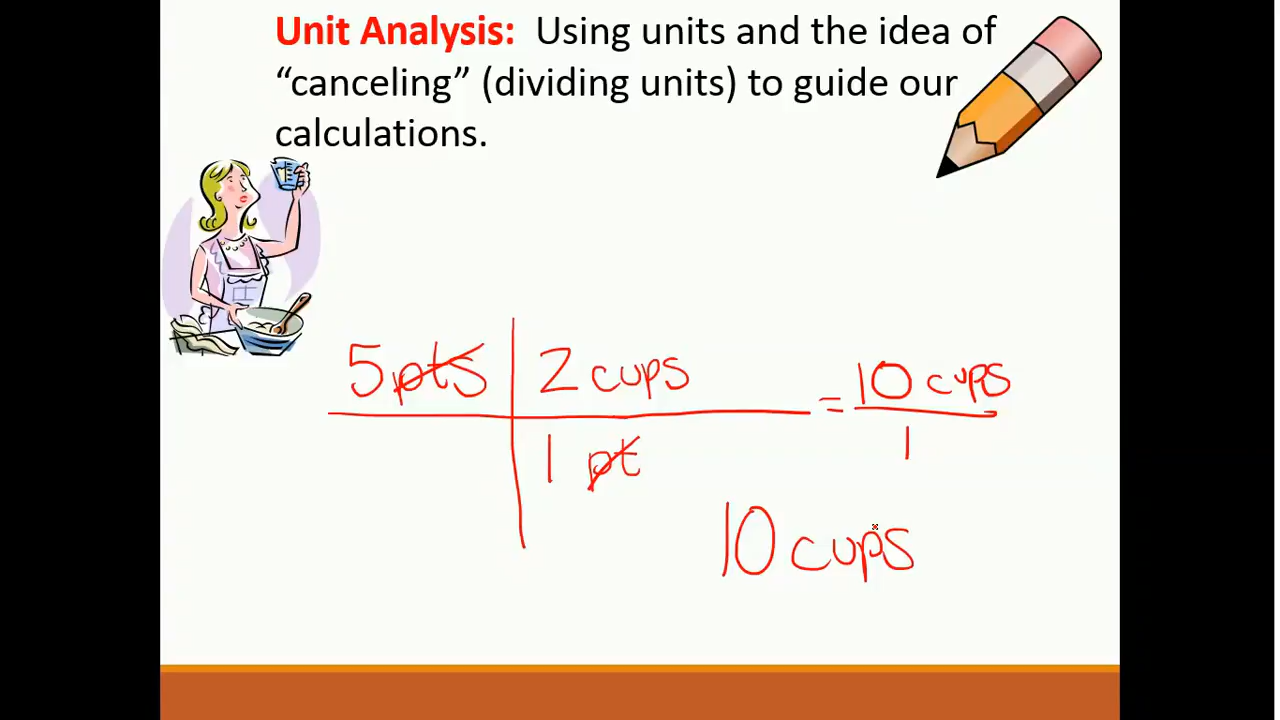 Unit Analysis: Using units and the idea of
“canceling” (dividing units) to guide our
calculations.
5 pts 2 cups = 10 cups
1 pt 1
10 cups